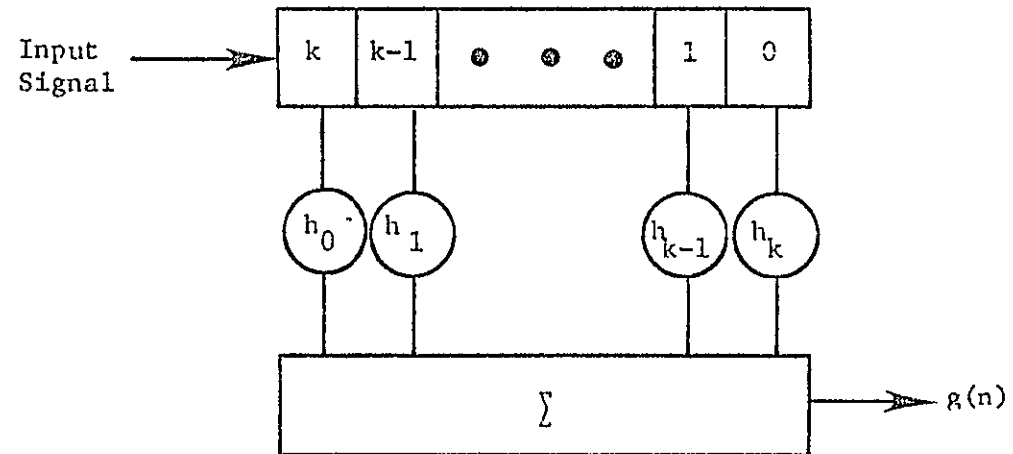 Input
Signal
k k-1 1 0
h0 h1 hk-1 hk
Σ
g(n)